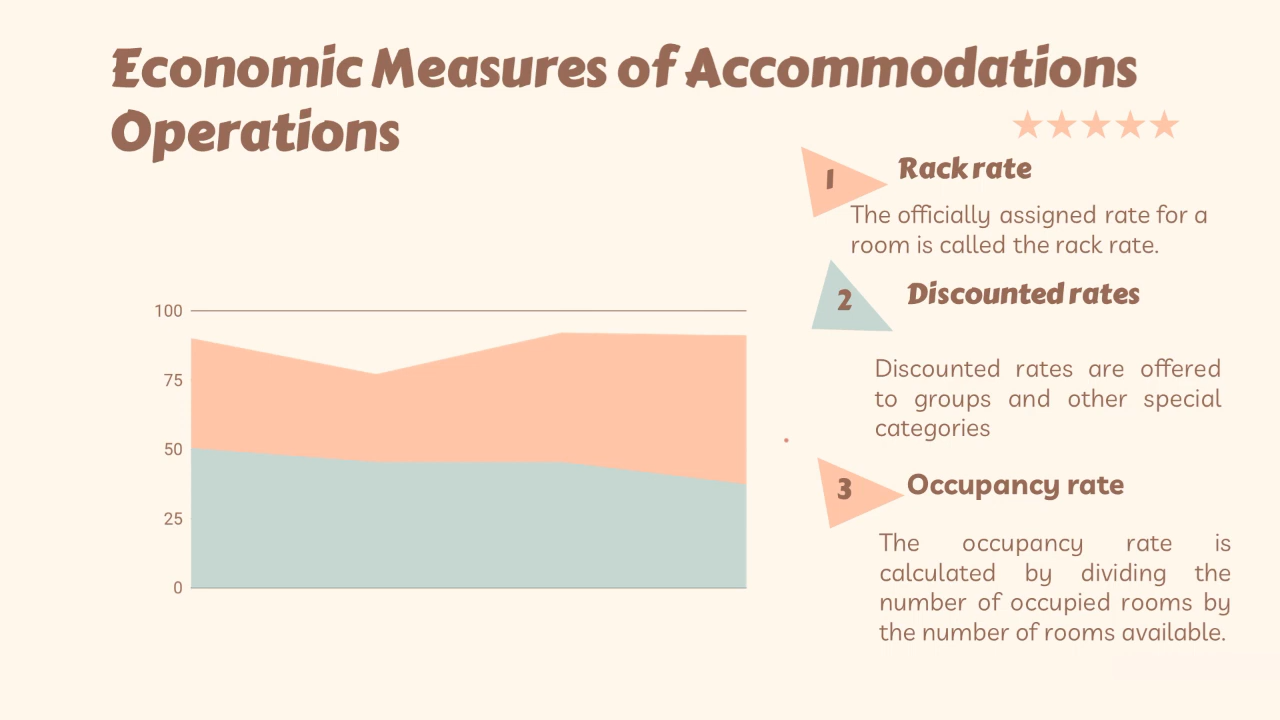 Economic Measures of Accommodations
Operations
1
Rack rate
The officially assigned rate for a
room is called the rack rate.
2
Discounted rates
Discounted rates are offered
to groups and other special
categories
3
Occupancy rate
The occupancy rate is
calculated by dividing the
number of occupied rooms by
the number of rooms available.
100
75
50
25
0